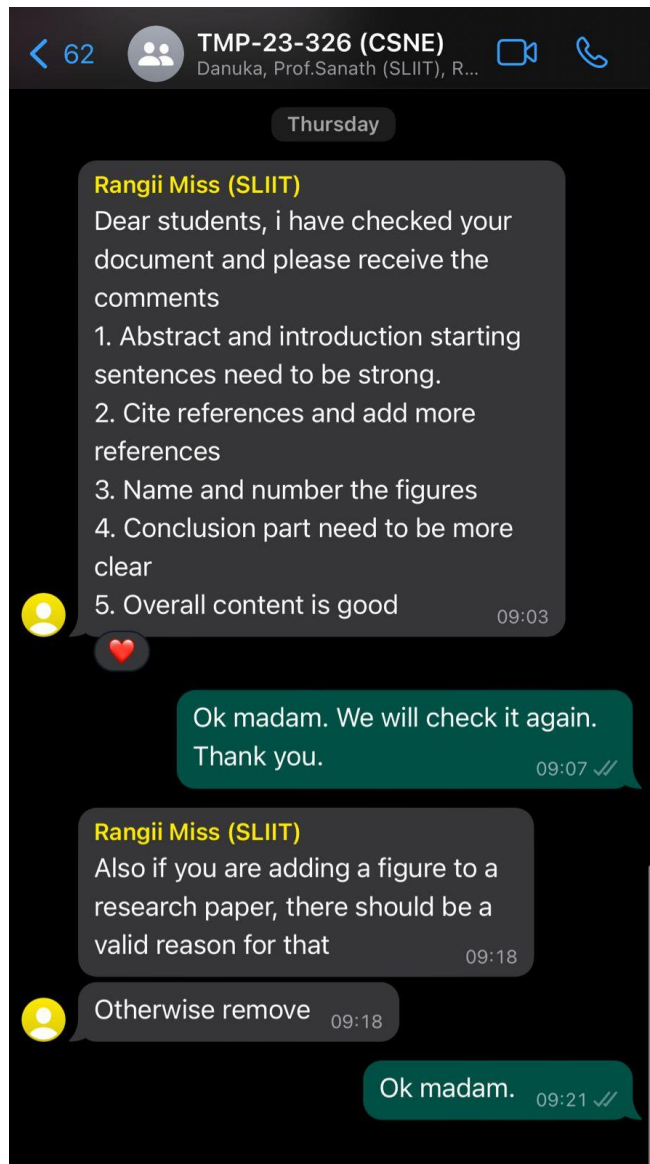 62
TMP-23-326 (CSNE)
Danuka, Prof.Sanath (SLIIT), R...
Thursday
Rangii Miss (SLIIT)
Dear students, i have checked your
document and please receive the
comments
1. Abstract and introduction starting
sentences need to be strong.
2. Cite references and add more
references
3. Name and number the figures
4. Conclusion part need to be more
clear
5. Overall content is good
09:03
Ok madam. We will check it again.
Thank you.
09:07
Rangii Miss (SLIIT)
Also if you are adding a figure to a
research paper, there should be a
valid reason for that
09:18
Otherwise remove 09:18
Ok madam. 09:21